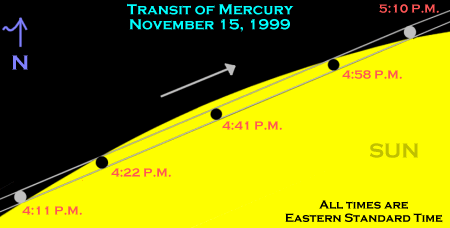 Transit of Mercury
November 15, 1999
5:10 P.M.
N
4:58 P.M.
4:41 P.M.
4:22 P.M.
4:11 P.M.
SUN
All times are
Eastern Standard Time